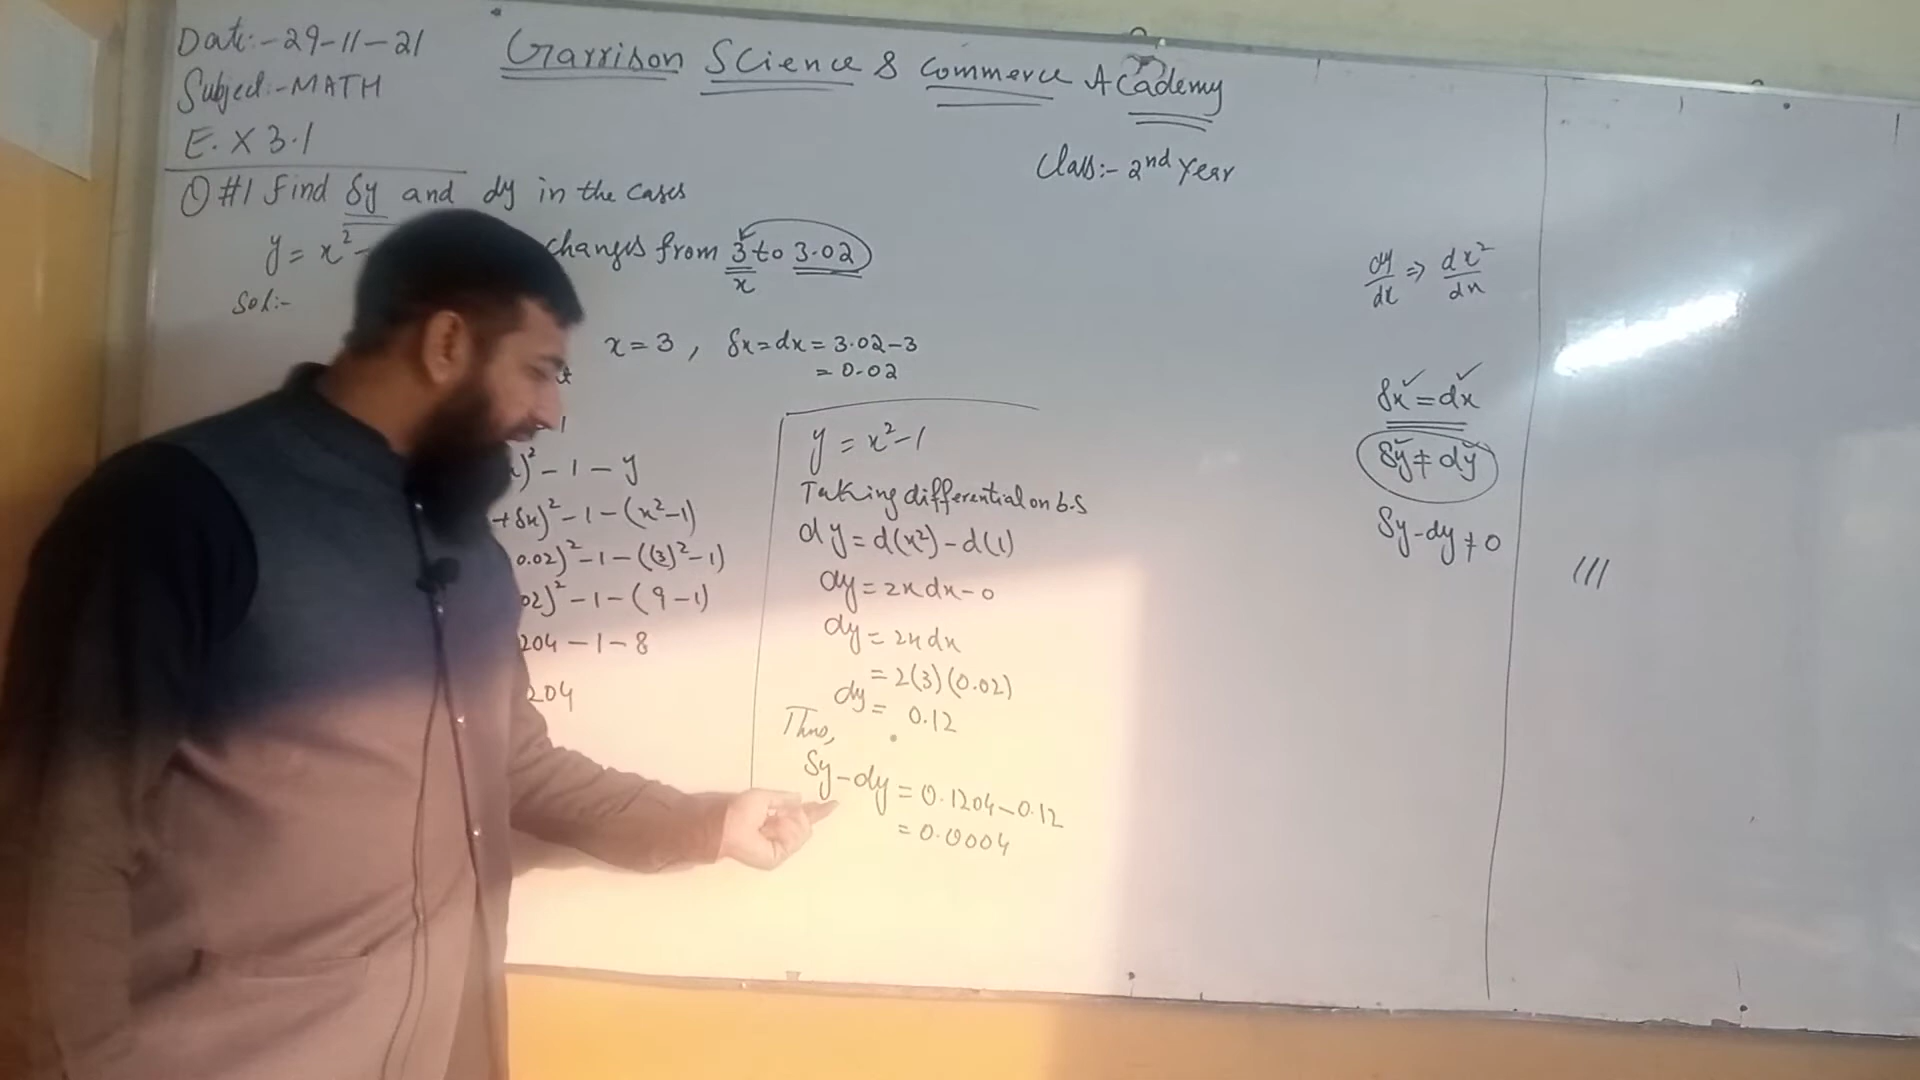 Date:-29-11-21
Subject:-MATH
E.X 3.1
Garrison Science & Commerce Academy
Class:- 2nd Year
Q #1 Find δy and dy in the cases
y = x²-
changes from 3 to 3.02
x
Sol:-
x = 3 , δx = dx = 3.02-3
= 0.02
)² - 1 - y
+ δx)² - 1 - (x²-1)
0.02)² - 1 - ((3)²-1)
02)² - 1 - (9-1)
204 - 1 - 8
204
y = x²-1
Taking differential on b.s
dy = d(x²) - d(1)
dy = 2x dx - 0
dy = 2x dx
= 2(3)(0.02)
dy = 0.12
Thus,
δy - dy = 0.1204 - 0.12
= 0.0004
dy/dx ⇒ dx²/dx
δx = dx
δy ≠ dy
δy - dy ≠ 0